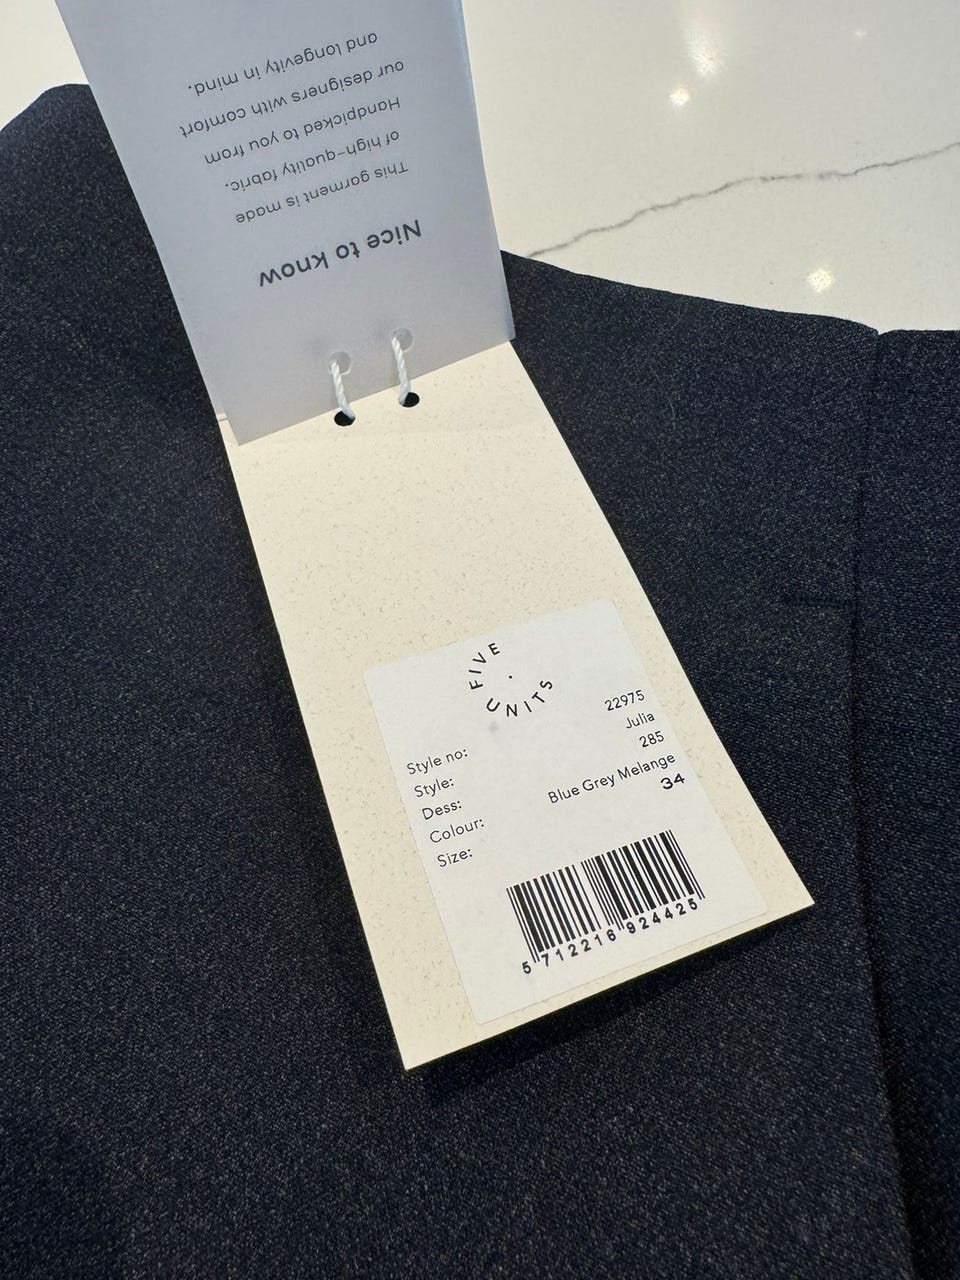 Nice to know
This garment is made
of high-quality fabric.
Handpicked to you from
our designers with comfort
and longevity in mind.
FIVE
UNITS
Style no: 22975
Style: Julia
Dess: 285
Colour: Blue Grey Melange
Size: 34
5 712216 924425